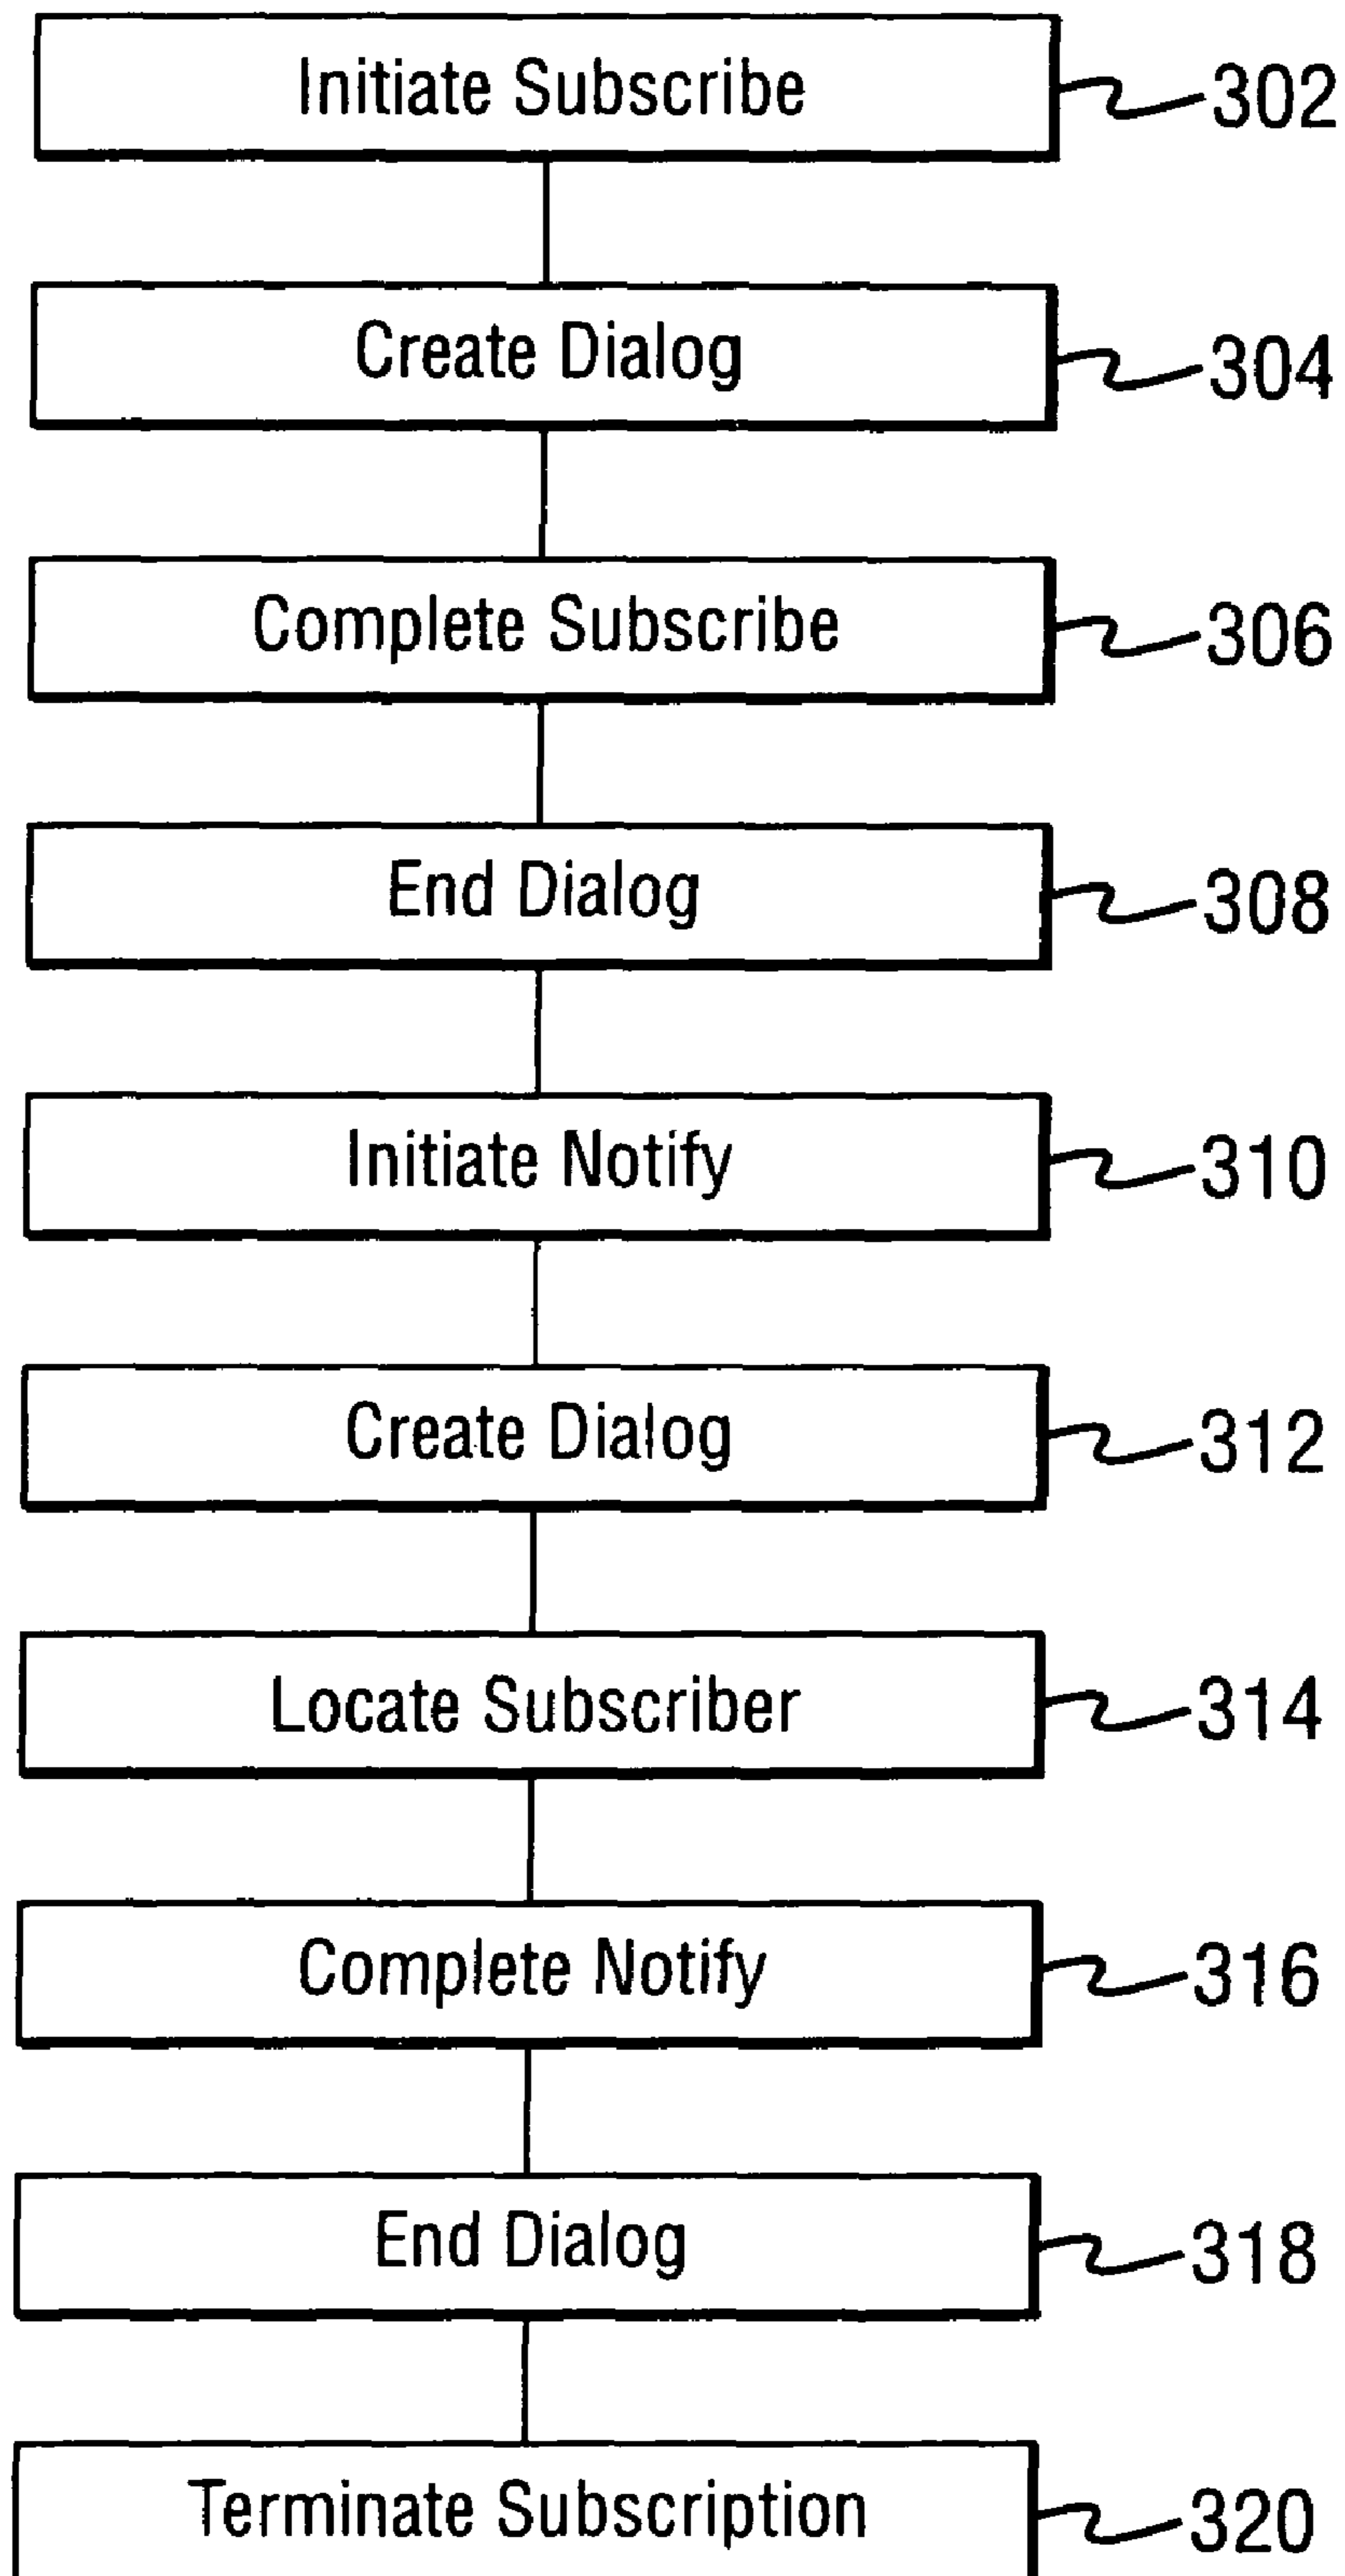 Initiate Subscribe 302
Create Dialog 304
Complete Subscribe 306
End Dialog 308
Initiate Notify 310
Create Dialog 312
Locate Subscriber 314
Complete Notify 316
End Dialog 318
Terminate Subscription 320